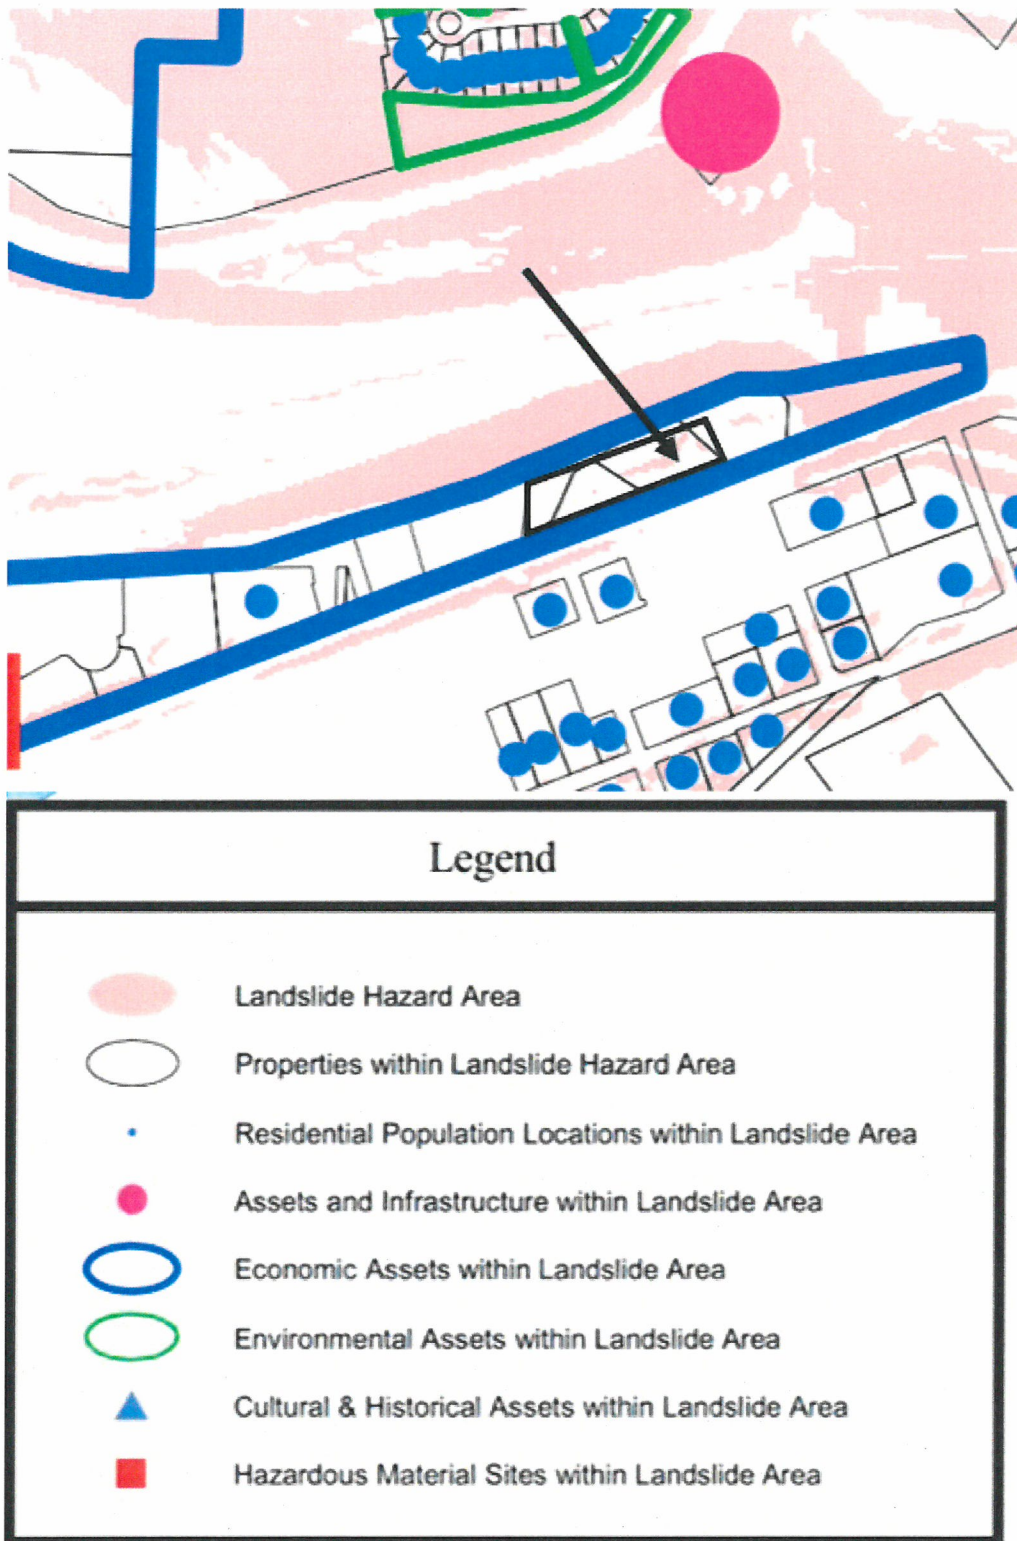 Legend
Landslide Hazard Area
Properties within Landslide Hazard Area
Residential Population Locations within Landslide Area
Assets and Infrastructure within Landslide Area
Economic Assets within Landslide Area
Environmental Assets within Landslide Area
Cultural & Historical Assets within Landslide Area
Hazardous Material Sites within Landslide Area